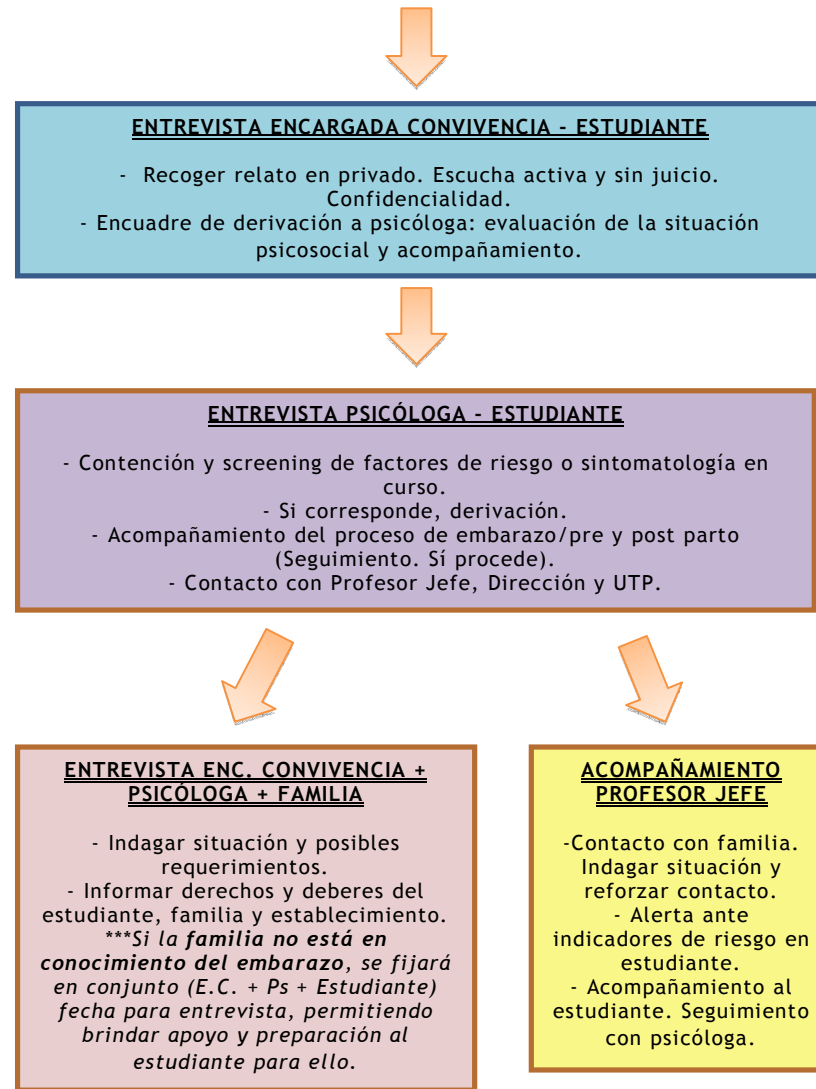 ENTREVISTA ENCARGADA CONVIVENCIA - ESTUDIANTE
- Recoger relato en privado. Escucha activa y sin juicio.
Confidencialidad.
- Encuadre de derivación a psicóloga: evaluación de la situación
psicosocial y acompañamiento.
ENTREVISTA PSICÓLOGA - ESTUDIANTE
- Contención y screening de factores de riesgo o sintomatología en
curso.
- Si corresponde, derivación.
- Acompañamiento del proceso de embarazo/pre y post parto
(Seguimiento. Sí procede).
- Contacto con Profesor Jefe, Dirección y UTP.
ENTREVISTA ENC. CONVIVENCIA +
PSICÓLOGA + FAMILIA
- Indagar situación y posibles
requerimientos.
- Informar derechos y deberes del
estudiante, familia y establecimiento.
***Si la familia no está en
conocimiento del embarazo, se fijará
en conjunto (E.C. + Ps + Estudiante)
fecha para entrevista, permitiendo
brindar apoyo y preparación al
estudiante para ello.
ACOMPAÑAMIENTO
PROFESOR JEFE
-Contacto con familia.
Indagar situación y
reforzar contacto.
- Alerta ante
indicadores de riesgo en
estudiante.
- Acompañamiento al
estudiante. Seguimiento
con psicóloga.